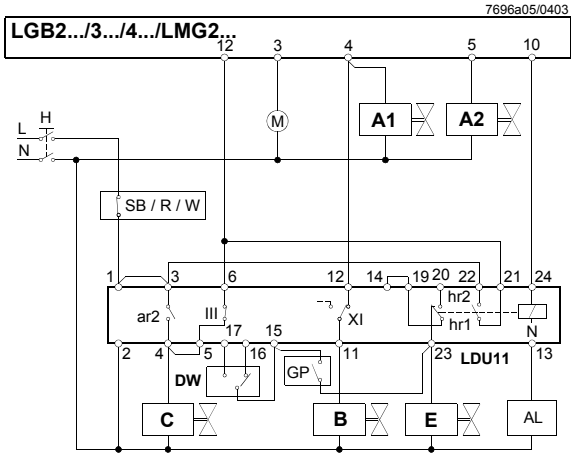 7696a05/0403
LGB2.../3.../4.../LMG2...
12 3 4 5 10
H
L
N
M
A1 A2
SB / R / W
1 3 6 12 14 19 20 22 21 24
hr2
ar2 III XI hr1 N
17 15
2 4 5 16 11 23 LDU11 13
DW GP
C B E AL